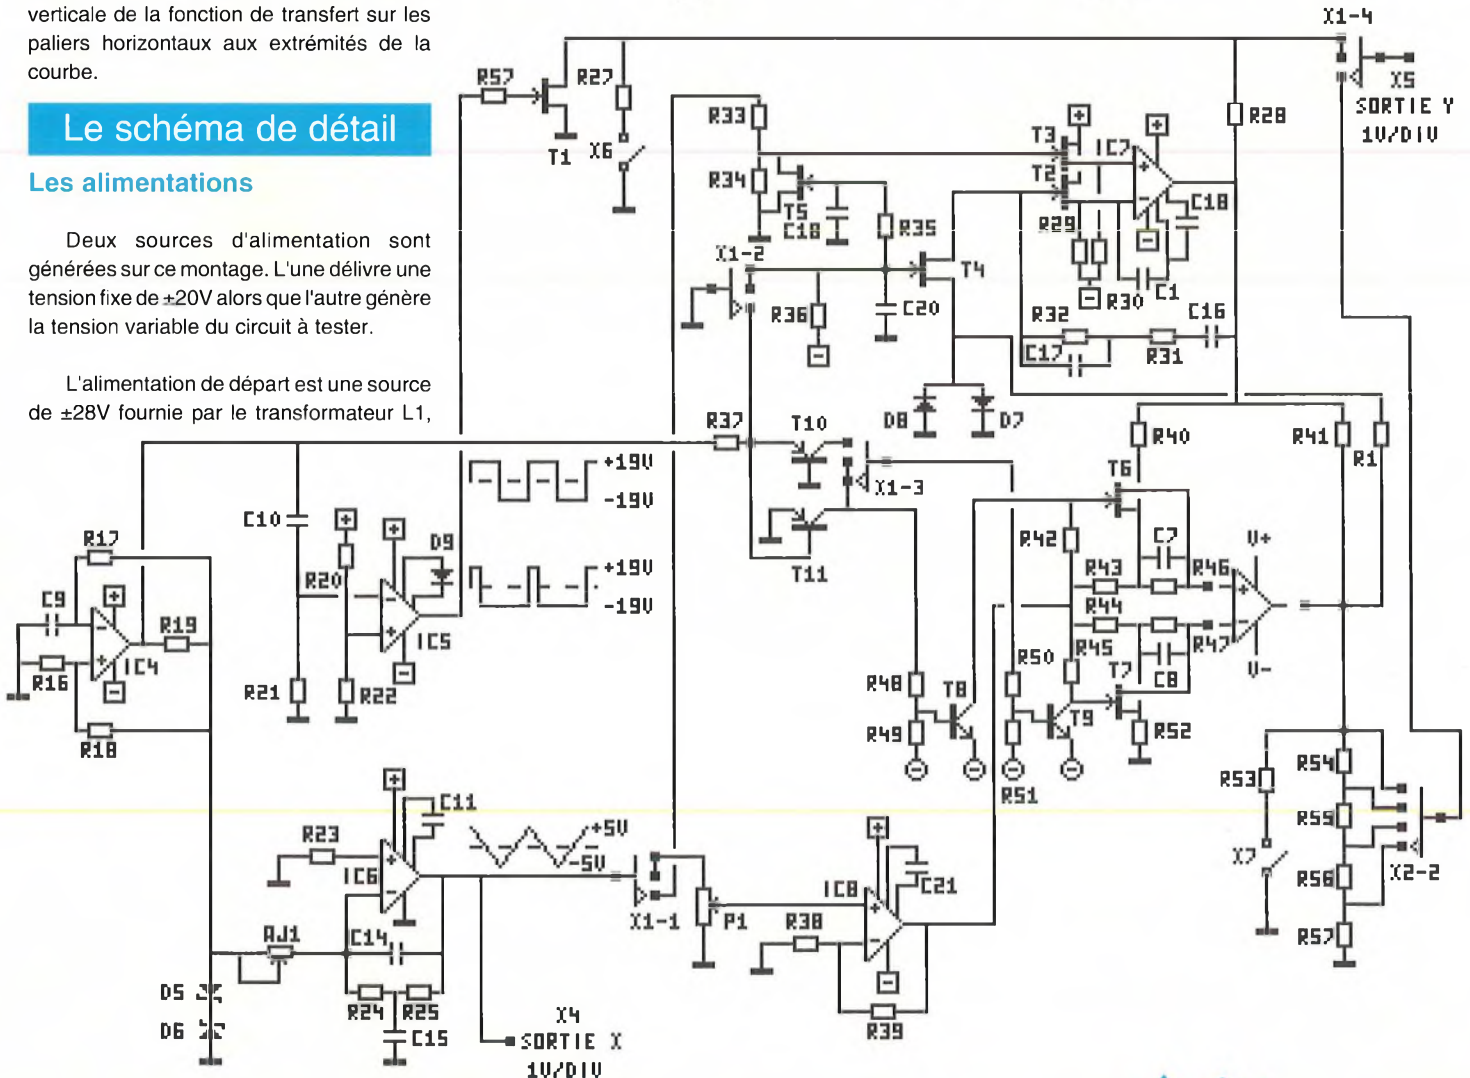 verticale de la fonction de transfert sur les
paliers horizontaux aux extrémités de la
courbe.
Le schéma de détail
Les alimentations
Deux sources d'alimentation sont
générées sur ce montage. L'une délivre une
tension fixe de ±20V alors que l'autre génère
la tension variable du circuit à tester.
L'alimentation de départ est une source
de ±28V fournie par le transformateur L1,
X1-4
R57
R27
X5
SORTIE Y
1V/DIV
R33
R28
T1
X6
T3
IC7
+
+
-
-
T2
R34
T5
C18
C18
R29
R35
X1-2
T4
R30
C1
R36
-
C20
-
R32
C16
C17
R31
D8
D7
R37
T10
R40
R41
R1
+19V
-19V
X1-3
T6
C10
+
+
D9
R42
C7
V+
R17
R20
+19V
-19V
T11
R43
R46
C9
+
-
+
-
+
IC5
-
R44
+
-
R19
IC4
-
R16
R45
R47
R50
T7
C8
V-
R21
R22
R48
T8
R18
R49
T9
R52
-
-
-
-
R51
R54
R53
+
C11
R55
R23
+5V
-5V
+
X7
X2-2
+
-
IC6
IC8
C21
R56
X1-1
P1
+
-
R38
AJ1
C14
R57
-
D5
R24
R25
R39
D6
C15
X4
SORTIE X
1V/DIV